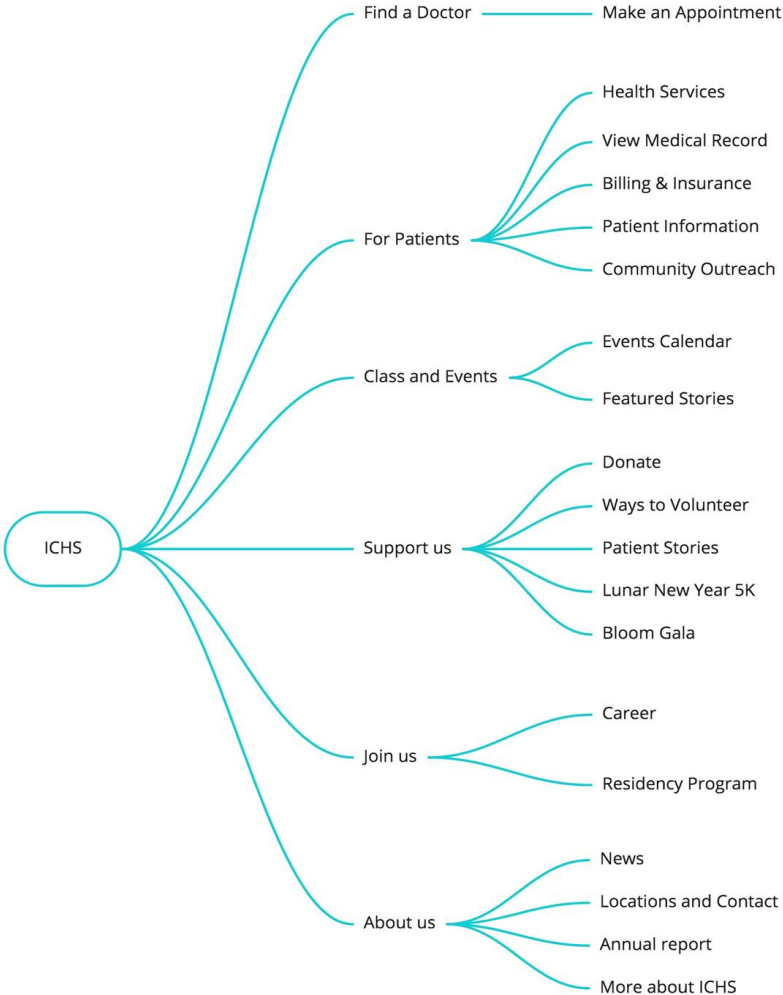 Find a Doctor
Make an Appointment
Health Services
View Medical Record
Billing & Insurance
Patient Information
For Patients
Community Outreach
Events Calendar
Class and Events
Featured Stories
Donate
Ways to Volunteer
ICHS
Support us
Patient Stories
Lunar New Year 5K
Bloom Gala
Career
Join us
Residency Program
News
Locations and Contact
About us
Annual report
More about ICHS